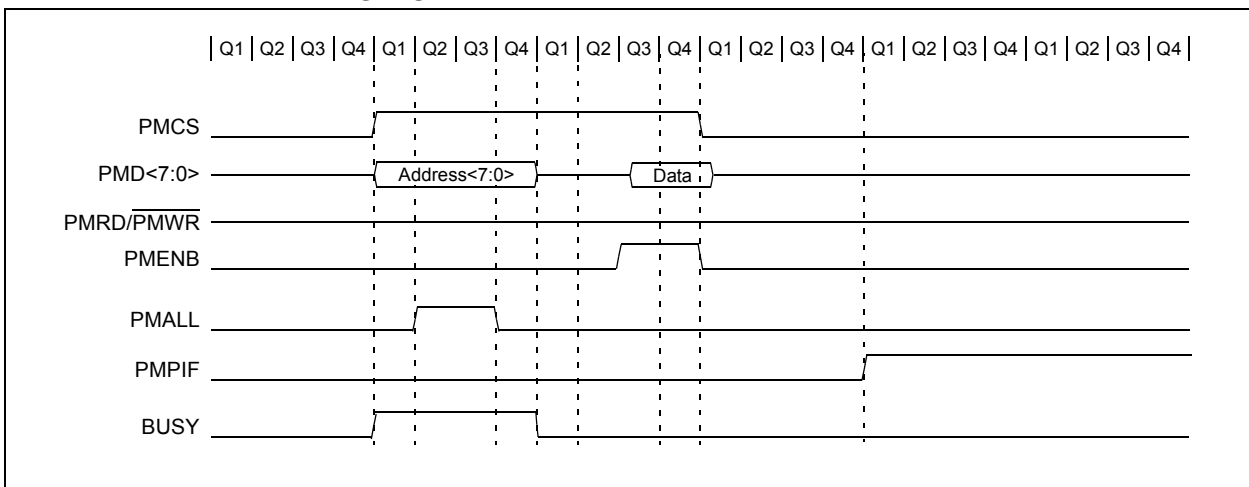 Q1 Q2 Q3 Q4 Q1 Q2 Q3 Q4 Q1 Q2 Q3 Q4 Q1 Q2 Q3 Q4 Q1 Q2 Q3 Q4 Q1 Q2 Q3 Q4
PMCS
PMD<7:0> Address<7:0> Data
PMRD/PMWR
PMENB
PMALL
PMPIF
BUSY